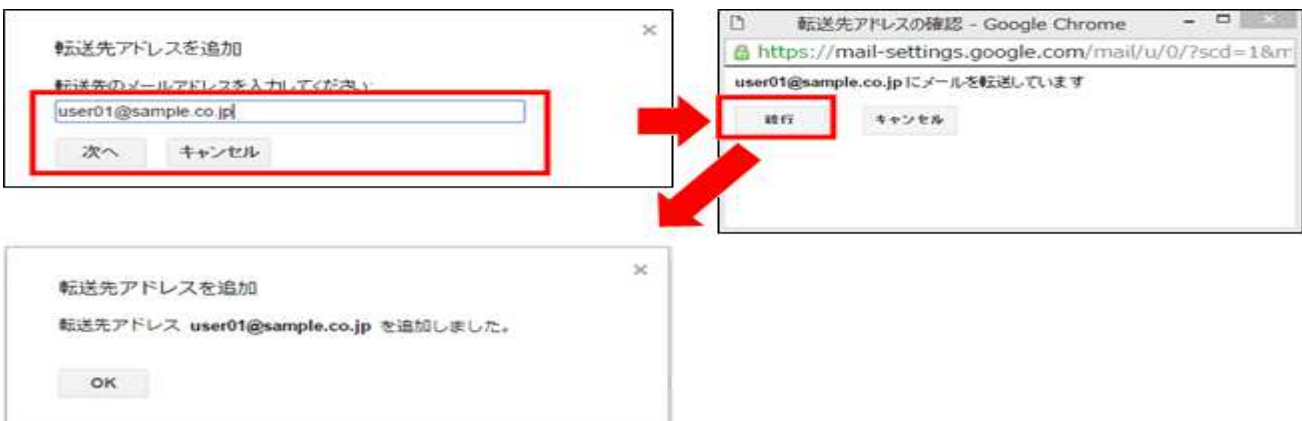 転送先アドレスを追加
転送先のメールアドレスを入力してください:
user01@sample.co.jp
次へ キャンセル
転送先アドレスの確認 - Google Chrome
https://mail-settings.google.com/mail/u/0/?scd=1&m
user01@sample.co.jp にメールを転送しています
続行 キャンセル
転送先アドレスを追加
転送先アドレス user01@sample.co.jp を追加しました。
OK